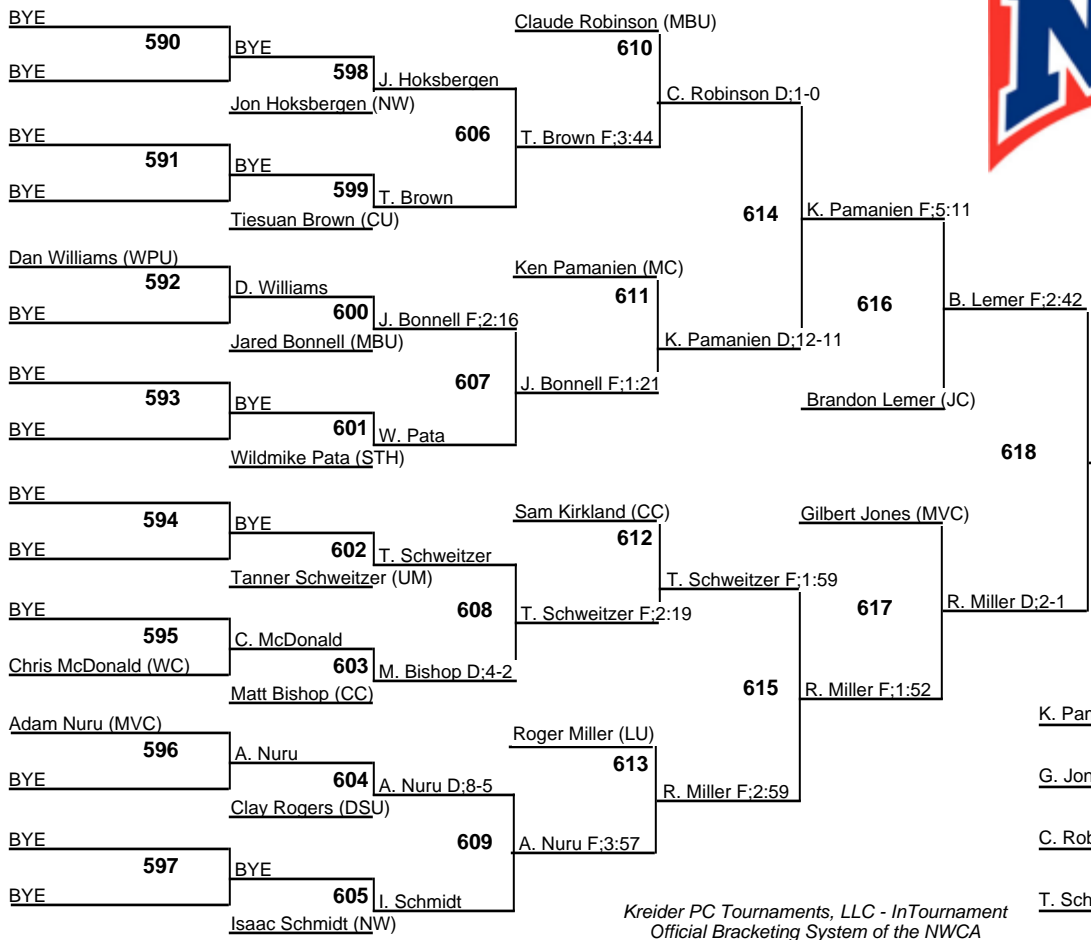 BYE
590
BYE
BYE
598
Jon Hoksbergen (NW)
J. Hoksbergen
BYE
591
BYE
BYE
599
Tiesuan Brown (CU)
T. Brown
606
T. Brown F;3:44
Claude Robinson (MBU)
610
C. Robinson D;1-0
Dan Williams (WPU)
592
BYE
D. Williams
600
Jared Bonnell (MBU)
J. Bonnell F;2:16
BYE
593
BYE
BYE
601
Wildmike Pata (STH)
W. Pata
607
J. Bonnell F;1:21
Ken Pamanien (MC)
611
K. Pamanien D;12-11
614
K. Pamanien F;5:11
616
Brandon Lemer (JC)
B. Lemer F;2:42
BYE
594
BYE
BYE
602
Tanner Schweitzer (UM)
T. Schweitzer
BYE
595
Chris McDonald (WC)
C. McDonald
603
Matt Bishop (CC)
M. Bishop D;4-2
608
T. Schweitzer F;2:19
Sam Kirkland (CC)
612
T. Schweitzer F;1:59
Adam Nuru (MVC)
596
BYE
A. Nuru
604
Clay Rogers (DSU)
A. Nuru D;8-5
BYE
597
BYE
BYE
605
Isaac Schmidt (NW)
I. Schmidt
609
A. Nuru F;3:57
Roger Miller (LU)
613
R. Miller F;2:59
615
R. Miller F;1:52
Gilbert Jones (MVC)
617
R. Miller D;2-1
618
K. Par
G. Jon
C. Rob
T. Sch
Kreider PC Tournaments, LLC - InTournament
Official Bracketing System of the NWCA
N